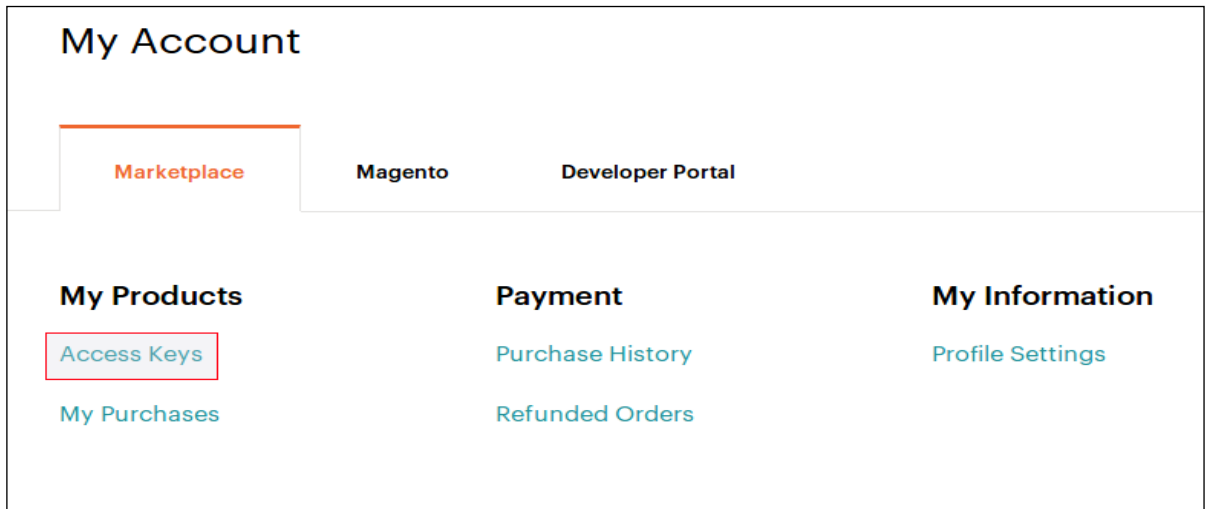 My Account
Marketplace Magento Developer Portal
My Products Payment My Information
Access Keys Purchase History Profile Settings
My Purchases Refunded Orders